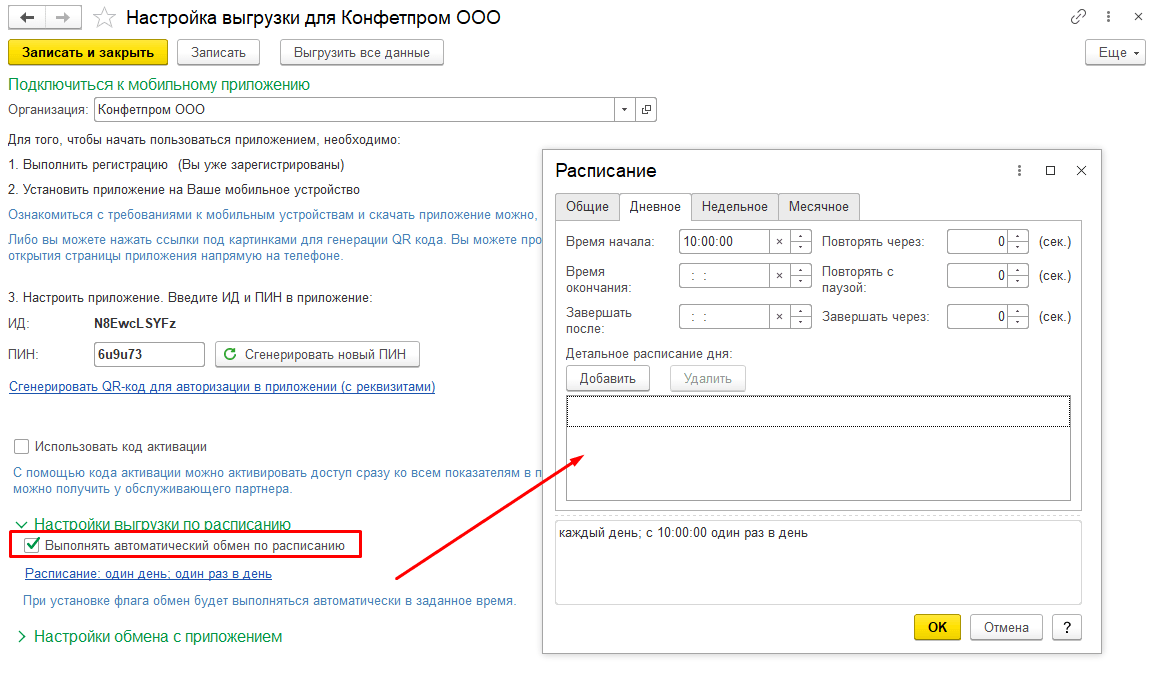 Настройка выгрузки для Конфетпром ООО
Записать и закрыть
Записать
Выгрузить все данные
Еще
Подключиться к мобильному приложению
Организация:
Конфетпром ООО
Для того, чтобы начать пользоваться приложением, необходимо:
1. Выполнить регистрацию (Вы уже зарегистрированы)
2. Установить приложение на Ваше мобильное устройство
Ознакомиться с требованиями к мобильным устройствам и скачать приложение можно,
Либо вы можете нажать ссылки под картинками для генерации QR кода. Вы можете про
открытия страницы приложения напрямую на телефоне.
3. Настроить приложение. Введите ИД и ПИН в приложение:
ИД:
N8EwcLSYFz
ПИН:
6u9u73
Сгенерировать новый ПИН
Сгенерировать QR-код для авторизации в приложении (с реквизитами)
Использовать код активации
С помощью кода активации можно активировать доступ сразу ко всем показателям в п
можно получить у обслуживающего партнера.
Настройки выгрузки по расписанию
Выполнять автоматический обмен по расписанию
Расписание: один день; один раз в день
При установке флага обмен будет выполняться автоматически в заданное время.
Настройки обмена с приложением
Расписание
Общие
Дневное
Недельное
Месячное
Время начала:
10:00:00
Повторять через:
0
(сек.)
Время
окончания:
: :
Повторять с
паузой:
0
(сек.)
Завершать
после:
: :
Завершать через:
0
(сек.)
Детальное расписание дня:
Добавить
Удалить
каждый день; с 10:00:00 один раз в день
ОК
Отмена
?